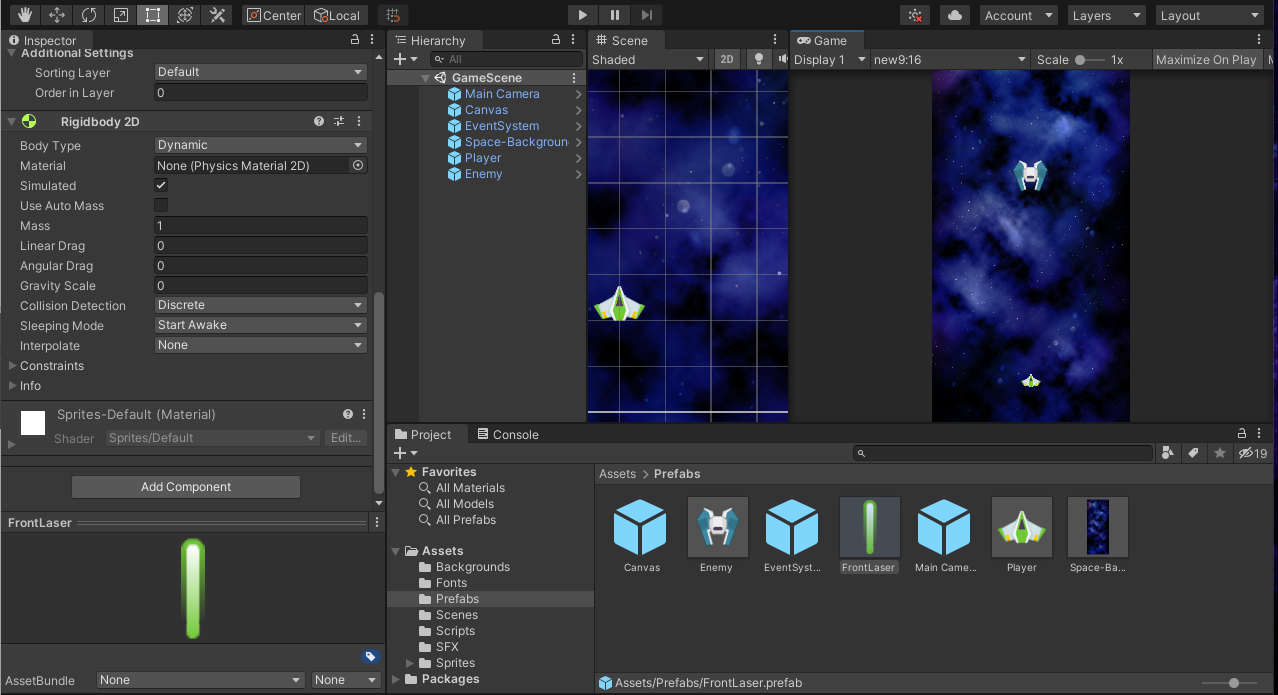 Center
Local
Account
Layers
Layout
Inspector
Additional Settings
Sorting Layer Default
Order in Layer 0
Rigidbody 2D
Body Type Dynamic
Material None (Physics Material 2D)
Simulated
Use Auto Mass
Mass 1
Linear Drag 0
Angular Drag 0
Gravity Scale 0
Collision Detection Discrete
Sleeping Mode Start Awake
Interpolate None
Constraints
Info
Sprites-Default (Material)
Shader Sprites/Default Edit...
Add Component
FrontLaser
AssetBundle None None
Hierarchy
All
GameScene
Main Camera
Canvas
EventSystem
Space-Backgroun
Player
Enemy
Scene
Shaded 2D
Game
Display 1 new9:16 Scale 1x Maximize On Play
Project Console
19
Favorites
All Materials
All Models
All Prefabs
Assets
Backgrounds
Fonts
Prefabs
Scenes
Scripts
SFX
Sprites
Packages
Assets > Prefabs
Canvas Enemy EventSyst... FrontLaser Main Came... Player Space-Ba...
Assets/Prefabs/FrontLaser.prefab